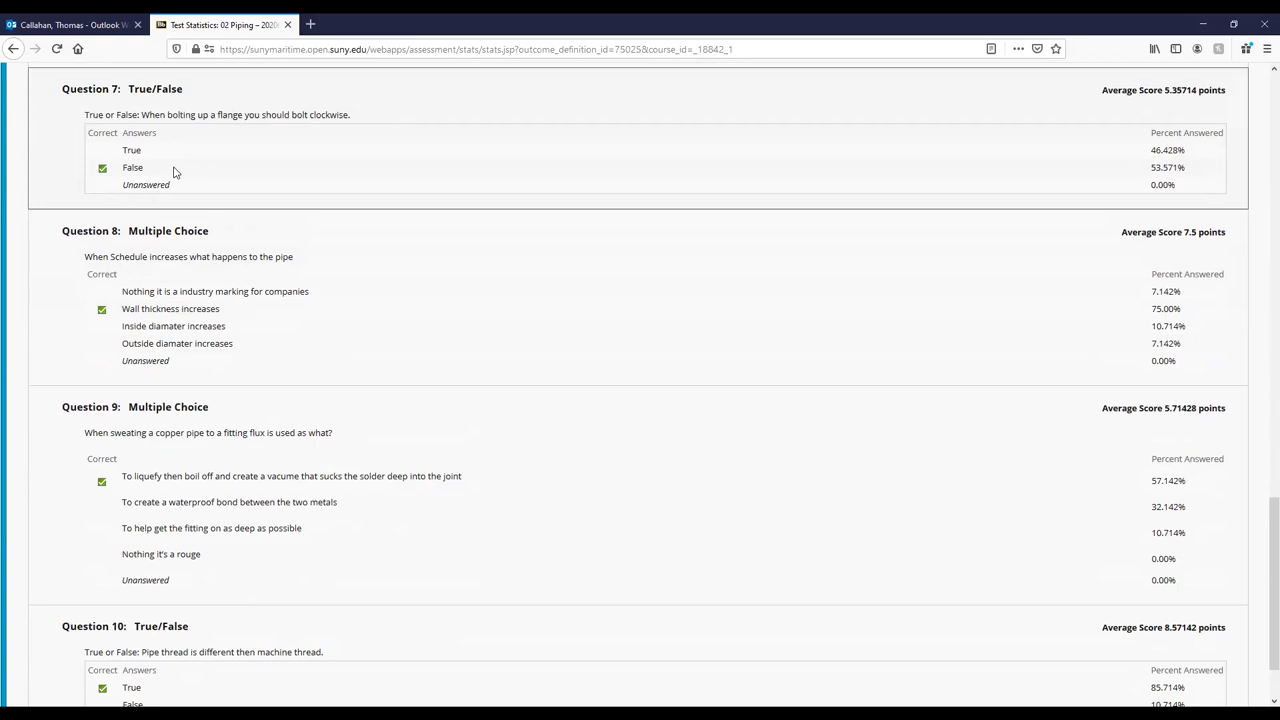 Callahan, Thomas - Outlook W
Test Statistics: 02 Piping – 2020
https://sunymaritime.open.suny.edu/webapps/assessment/stats/stats.jsp?outcome_definition_id=75025&course_id=_18842_1
Question 7: True/False Average Score 5.35714 points
True or False: When bolting up a flange you should bolt clockwise.
Correct Answers Percent Answered
True 46.428%
False 53.571%
Unanswered 0.00%
Question 8: Multiple Choice Average Score 7.5 points
When Schedule increases what happens to the pipe
Correct Percent Answered
Nothing it is a industry marking for companies 7.142%
Wall thickness increases 75.00%
Inside diamater increases 10.714%
Outside diamater increases 7.142%
Unanswered 0.00%
Question 9: Multiple Choice Average Score 5.71428 points
When sweating a copper pipe to a fitting flux is used as what?
Correct Percent Answered
To liquefy then boil off and create a vacume that sucks the solder deep into the joint 57.142%
To create a waterproof bond between the two metals 32.142%
To help get the fitting on as deep as possible 10.714%
Nothing it's a rouge 0.00%
Unanswered 0.00%
Question 10: True/False Average Score 8.57142 points
True or False: Pipe thread is different then machine thread.
Correct Answers Percent Answered
True 85.714%
False 10.714%